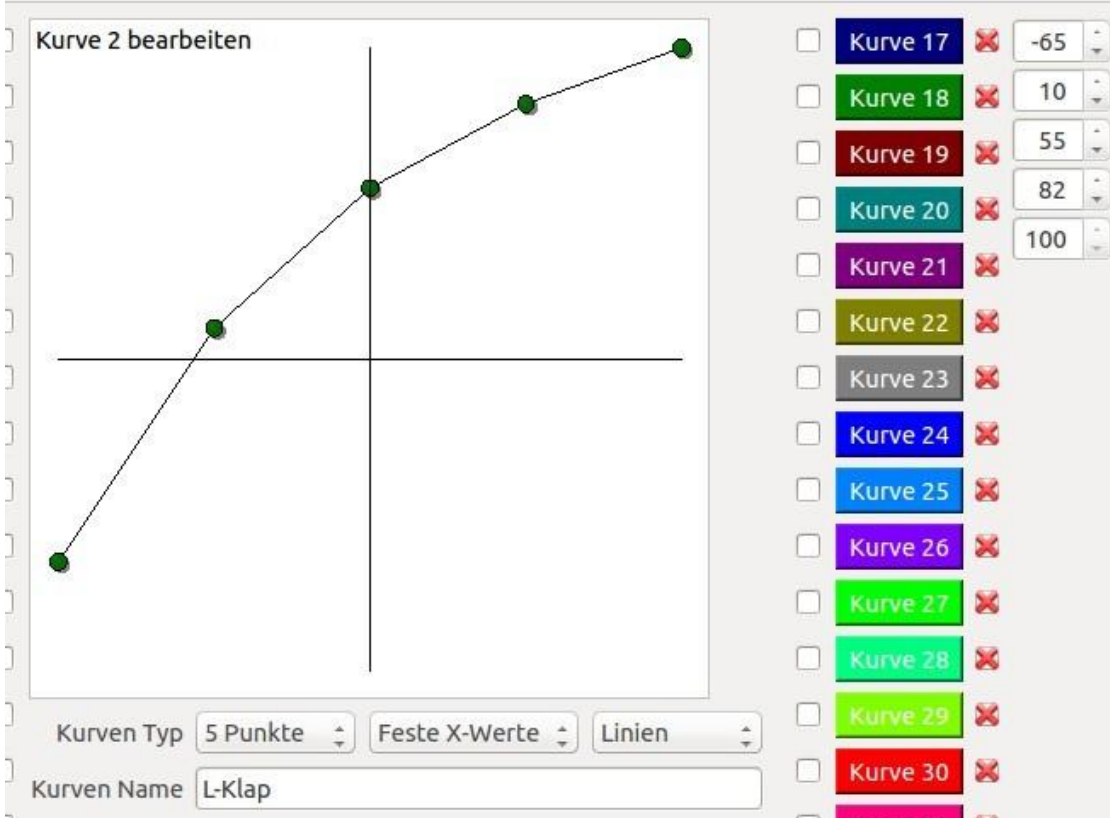 Kurve 2 bearbeiten
Kurven Typ 5 Punkte Feste X-Werte Linien
Kurven Name L-Klap
Kurve 17
Kurve 18
Kurve 19
Kurve 20
Kurve 21
Kurve 22
Kurve 23
Kurve 24
Kurve 25
Kurve 26
Kurve 27
Kurve 28
Kurve 29
Kurve 30
-65
10
55
82
100